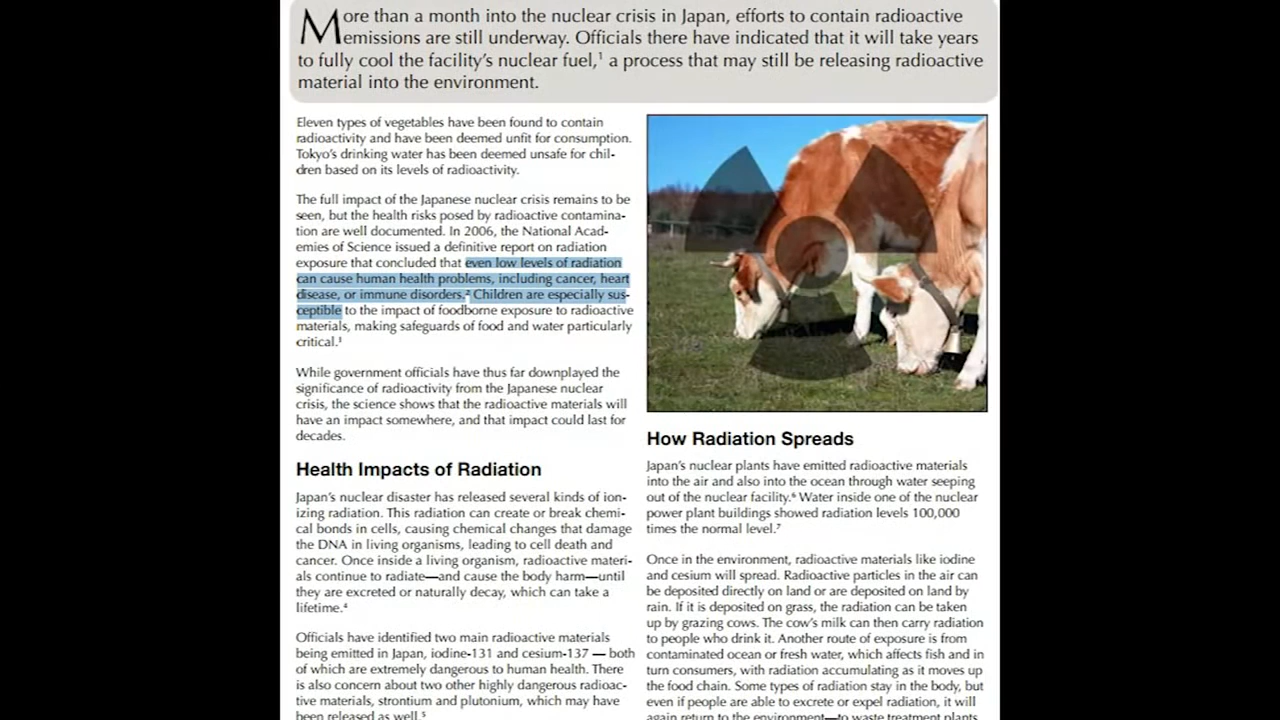 More than a month into the nuclear crisis in Japan, efforts to contain radioactive
emissions are still underway. Officials there have indicated that it will take years
to fully cool the facility's nuclear fuel,¹ a process that may still be releasing radioactive
material into the environment.
Eleven types of vegetables have been found to contain
radioactivity and have been deemed unfit for consumption.
Tokyo's drinking water has been deemed unsafe for chil-
dren based on its levels of radioactivity.
The full impact of the Japanese nuclear crisis remains to be
seen, but the health risks posed by radioactive contamina-
tion are well documented. In 2006, the National Acad-
emies of Science issued a definitive report on radiation
exposure that concluded that even low levels of radiation
can cause human health problems, including cancer, heart
disease, or immune disorders.² Children are especially sus-
ceptible to the impact of foodborne exposure to radioactive
materials, making safeguards of food and water particularly
critical.³
While government officials have thus far downplayed the
significance of radioactivity from the Japanese nuclear
crisis, the science shows that the radioactive materials will
have an impact somewhere, and that impact could last for
decades.
Health Impacts of Radiation
Japan's nuclear disaster has released several kinds of ion-
izing radiation. This radiation can create or break chemi-
cal bonds in cells, causing chemical changes that damage
the DNA in living organisms, leading to cell death and
cancer. Once inside a living organism, radioactive materi-
als continue to radiate—and cause the body harm—until
they are excreted or naturally decay, which can take a
lifetime.⁴
Officials have identified two main radioactive materials
being emitted in Japan, iodine-131 and cesium-137 — both
of which are extremely dangerous to human health. There
is also concern about two other highly dangerous radioac-
tive materials, strontium and plutonium, which may have
been released as well.⁵
How Radiation Spreads
Japan's nuclear plants have emitted radioactive materials
into the air and also into the ocean through water seeping
out of the nuclear facility.⁶ Water inside one of the nuclear
power plant buildings showed radiation levels 100,000
times the normal level.⁷
Once in the environment, radioactive materials like iodine
and cesium will spread. Radioactive particles in the air can
be deposited directly on land or are deposited on land by
rain. If it is deposited on grass, the radiation can be taken
up by grazing cows. The cow's milk can then carry radiation
to people who drink it. Another route of exposure is from
contaminated ocean or fresh water, which affects fish and in
turn consumers, with radiation accumulating as it moves up
the food chain. Some types of radiation stay in the body, but
even if people are able to excrete or expel radiation, it will
again return to the environment—to waste treatment plants